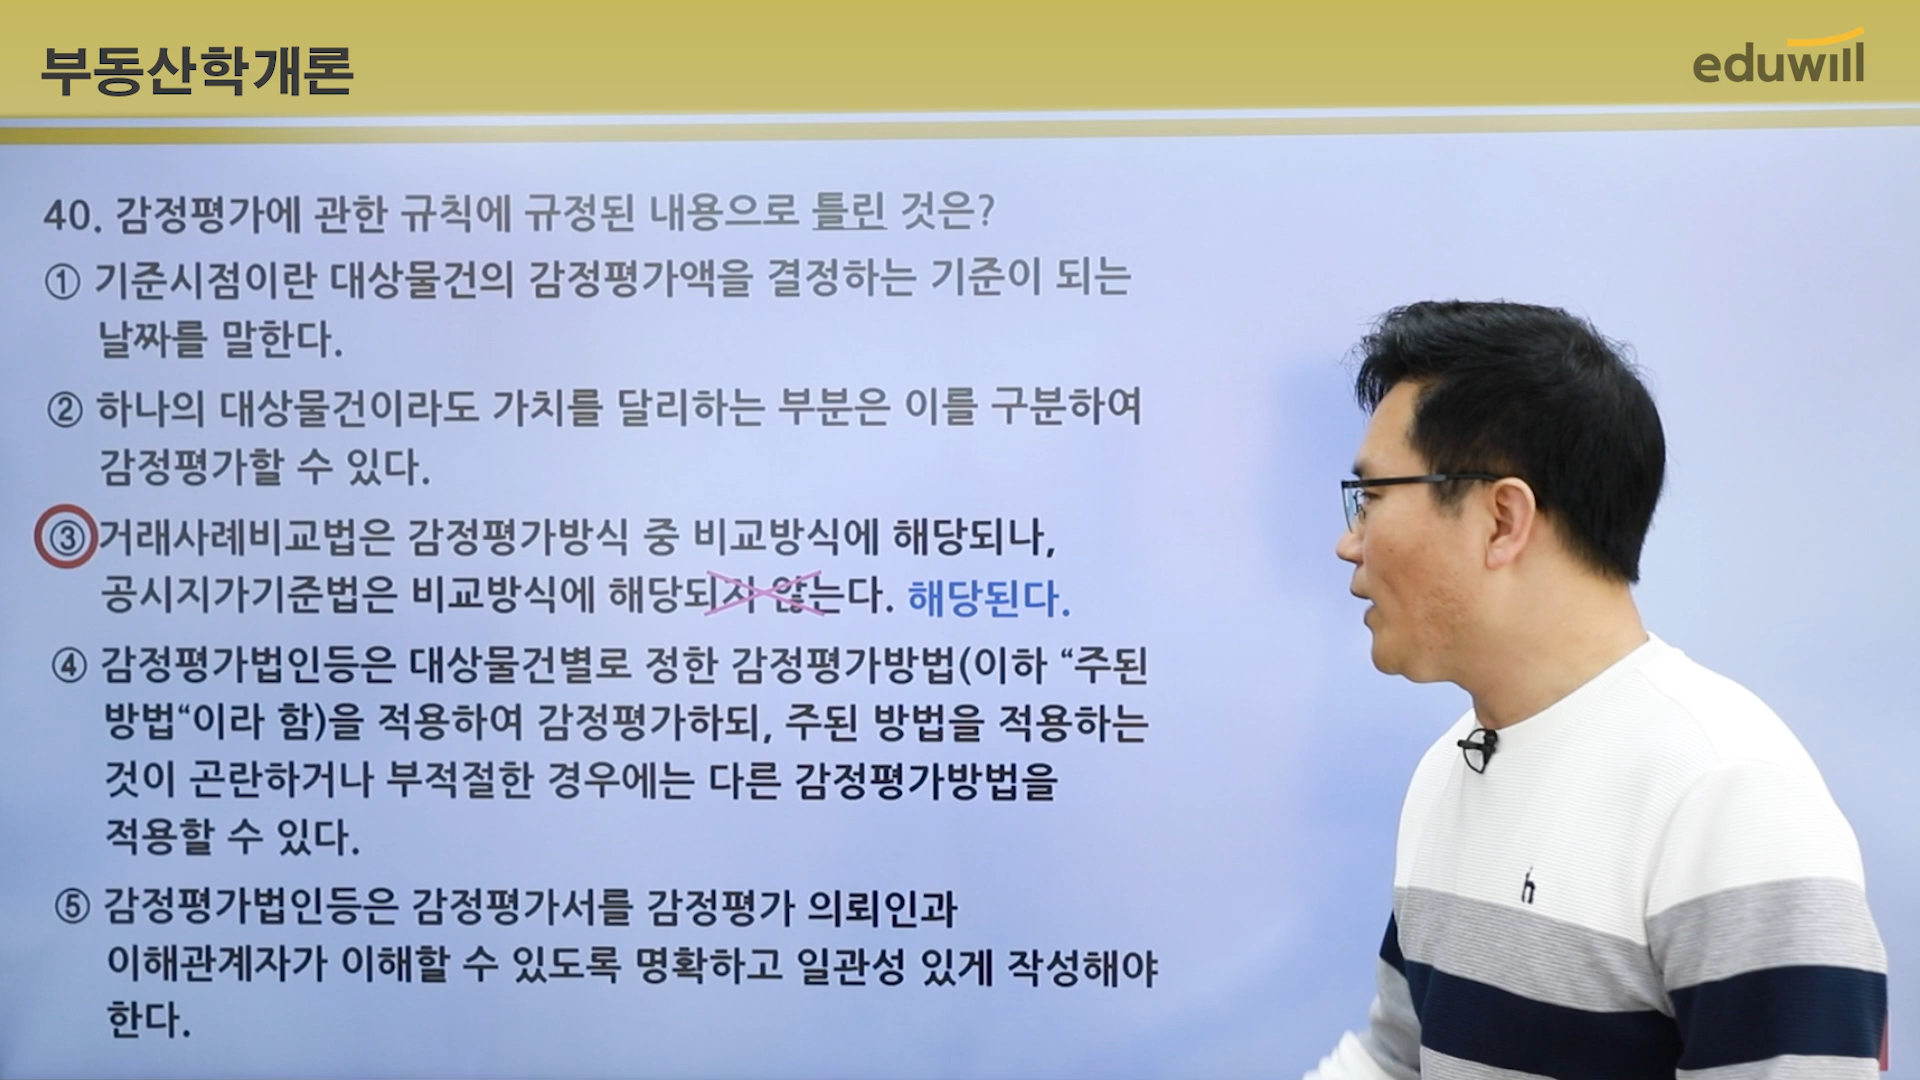 부동산학개론
eduwill
40. 감정평가에 관한 규칙에 규정된 내용으로 틀린 것은?
① 기준시점이란 대상물건의 감정평가액을 결정하는 기준이 되는
날짜를 말한다.
② 하나의 대상물건이라도 가치를 달리하는 부분은 이를 구분하여
감정평가할 수 있다.
③ 거래사례비교법은 감정평가방식 중 비교방식에 해당되나,
공시지가기준법은 비교방식에 해당되지 않는다. 해당된다.
④ 감정평가법인등은 대상물건별로 정한 감정평가방법(이하 “주된
방법“이라 함)을 적용하여 감정평가하되, 주된 방법을 적용하는
것이 곤란하거나 부적절한 경우에는 다른 감정평가방법을
적용할 수 있다.
⑤ 감정평가법인등은 감정평가서를 감정평가 의뢰인과
이해관계자가 이해할 수 있도록 명확하고 일관성 있게 작성해야
한다.
h